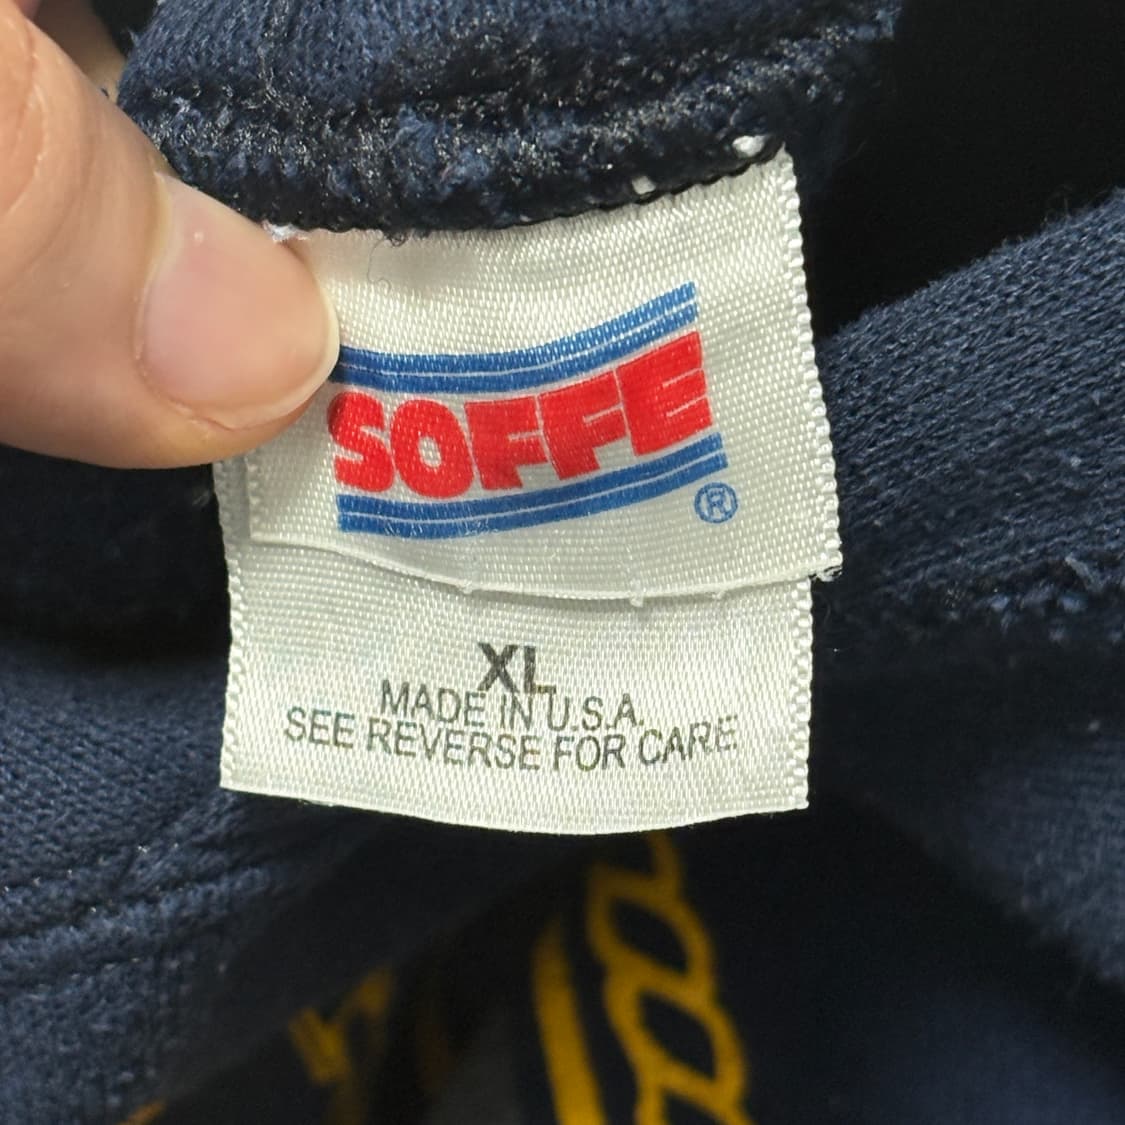 SOFFE
®
XL
MADE IN U.S.A.
SEE REVERSE FOR CARE